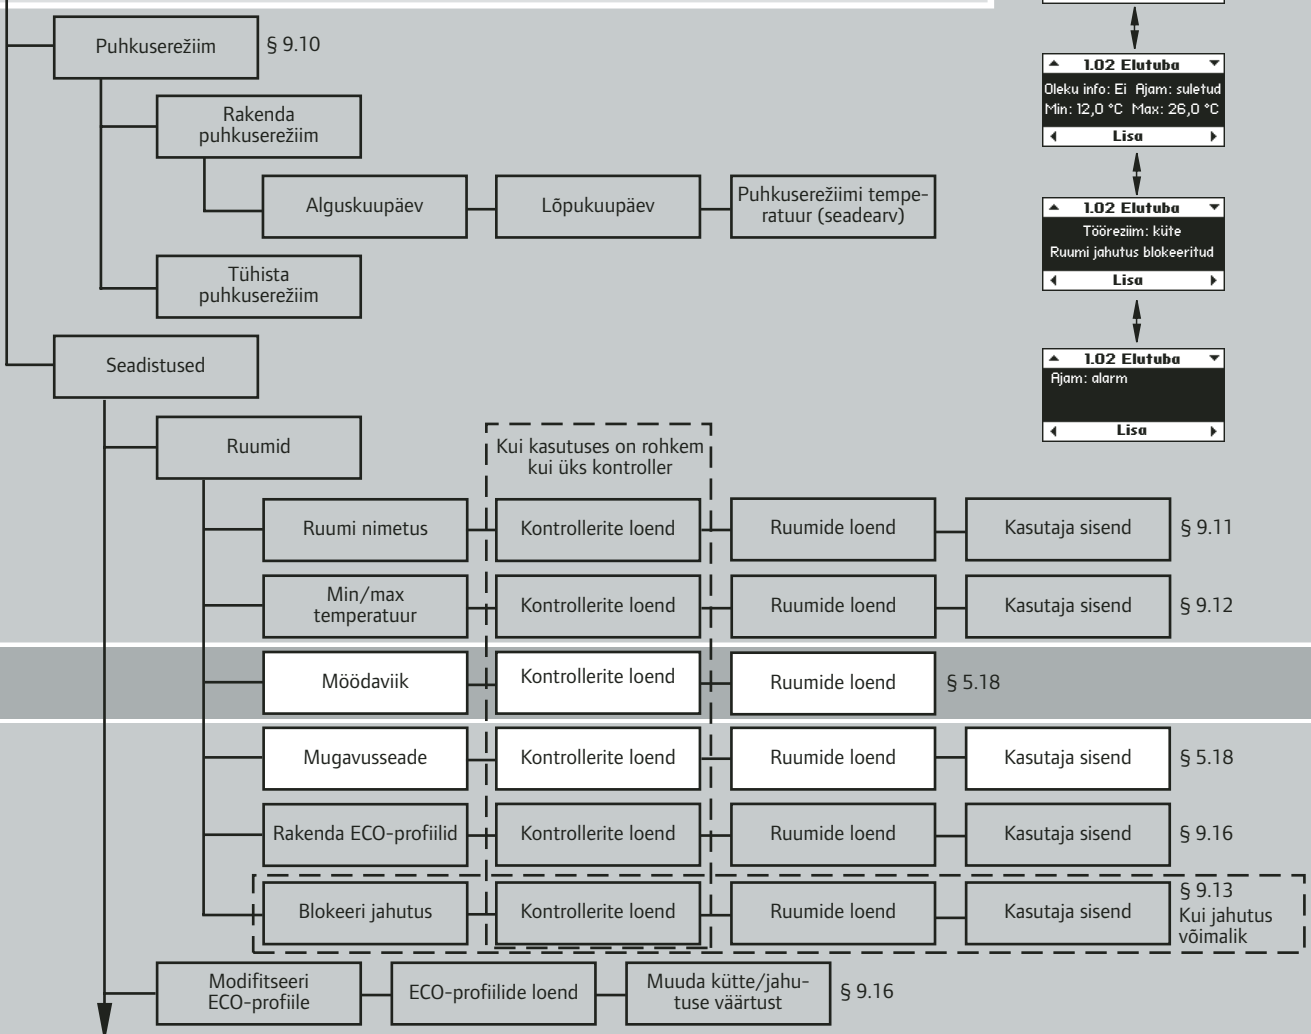 Puhkuserežiim § 9.10
Rakenda
puhkuserežiim
Alguskuupäev
Lõpukuupäev
Puhkuserežiimi tempe-
ratuur (seadearv)
Tühista
puhkuserežiim
Seadistused
Ruumid
Kui kasutuses on rohkem
kui üks kontroller
Ruumi nimetus Kontrollerite loend Ruumide loend Kasutaja sisend § 9.11
Min/max
temperatuur
Kontrollerite loend Ruumide loend Kasutaja sisend § 9.12
Möödaviik Kontrollerite loend Ruumide loend § 5.18
Mugavusseade Kontrollerite loend Ruumide loend Kasutaja sisend § 5.18
Rakenda ECO-profiilid Kontrollerite loend Ruumide loend Kasutaja sisend § 9.16
Blokeeri jahutus Kontrollerite loend Ruumide loend Kasutaja sisend § 9.13
Kui jahutus
võimalik
Modifitseeri
ECO-profiile
ECO-profiilide loend
Muuda kütte/jahu-
tuse väärtust
§ 9.16
1.02 Elutuba
Oleku info: Ei Ajam: suletud
Min: 12,0 °C Max: 26,0 °C
Lisa
1.02 Elutuba
Tööreziim: küte
Ruumi jahutus blokeeritud
Lisa
1.02 Elutuba
Ajam: alarm
Lisa